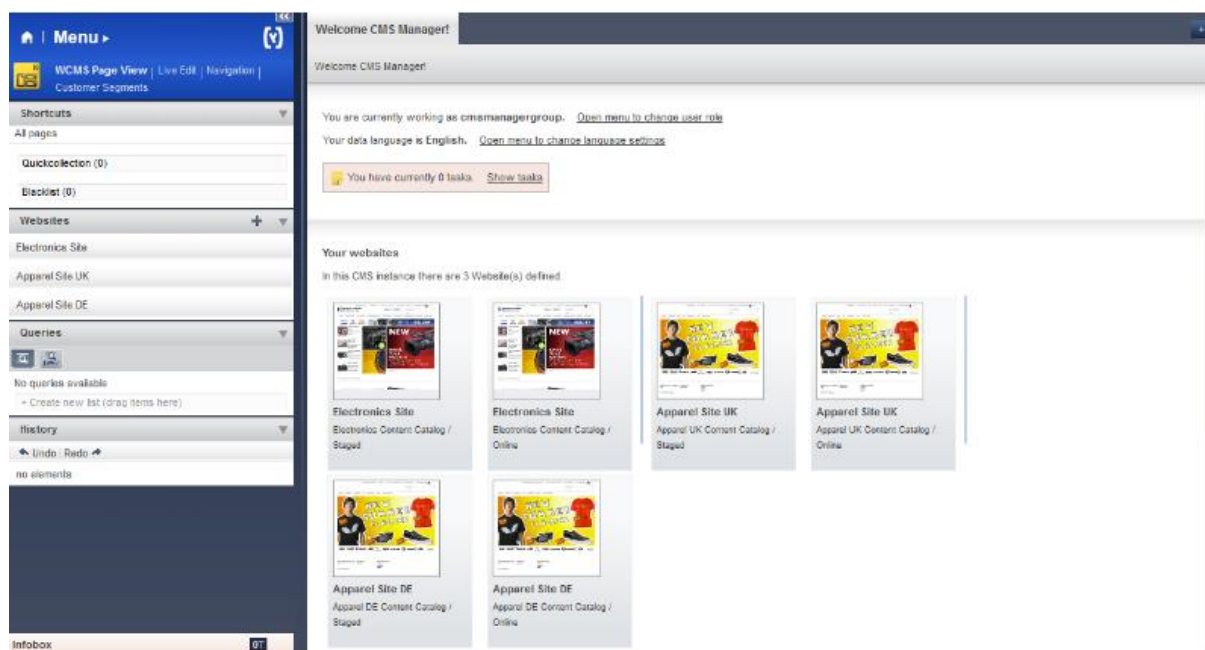 Menu
WCMS Page View | Live Edit | Navigation |
Customer Segments
Shortcuts
All pages
Quickcollection (0)
Blacklist (0)
Websites
Electronics Site
Apparel Site UK
Apparel Site DE
Queries
No queries available
+ Create new list (drag items here)
History
Undo | Redo
no elements
Infobox
Welcome CMS Manager!
Welcome CMS Manager!
You are currently working as cmsmanagergroup. Open menu to change user role
Your data language is English. Open menu to change language settings
You have currently 0 tasks. Show tasks
Your websites
In this CMS instance there are 3 Website(s) defined.
NEW
NEW
Electronics Site
Electronics Content Catalog /
Staged
Electronics Site
Electronics Content Catalog /
Online
Apparel Site UK
Apparel UK Content Catalog /
Staged
Apparel Site UK
Apparel UK Content Catalog /
Online
Apparel Site DE
Apparel DE Content Catalog /
Staged
Apparel Site DE
Apparel DE Content Catalog /
Online